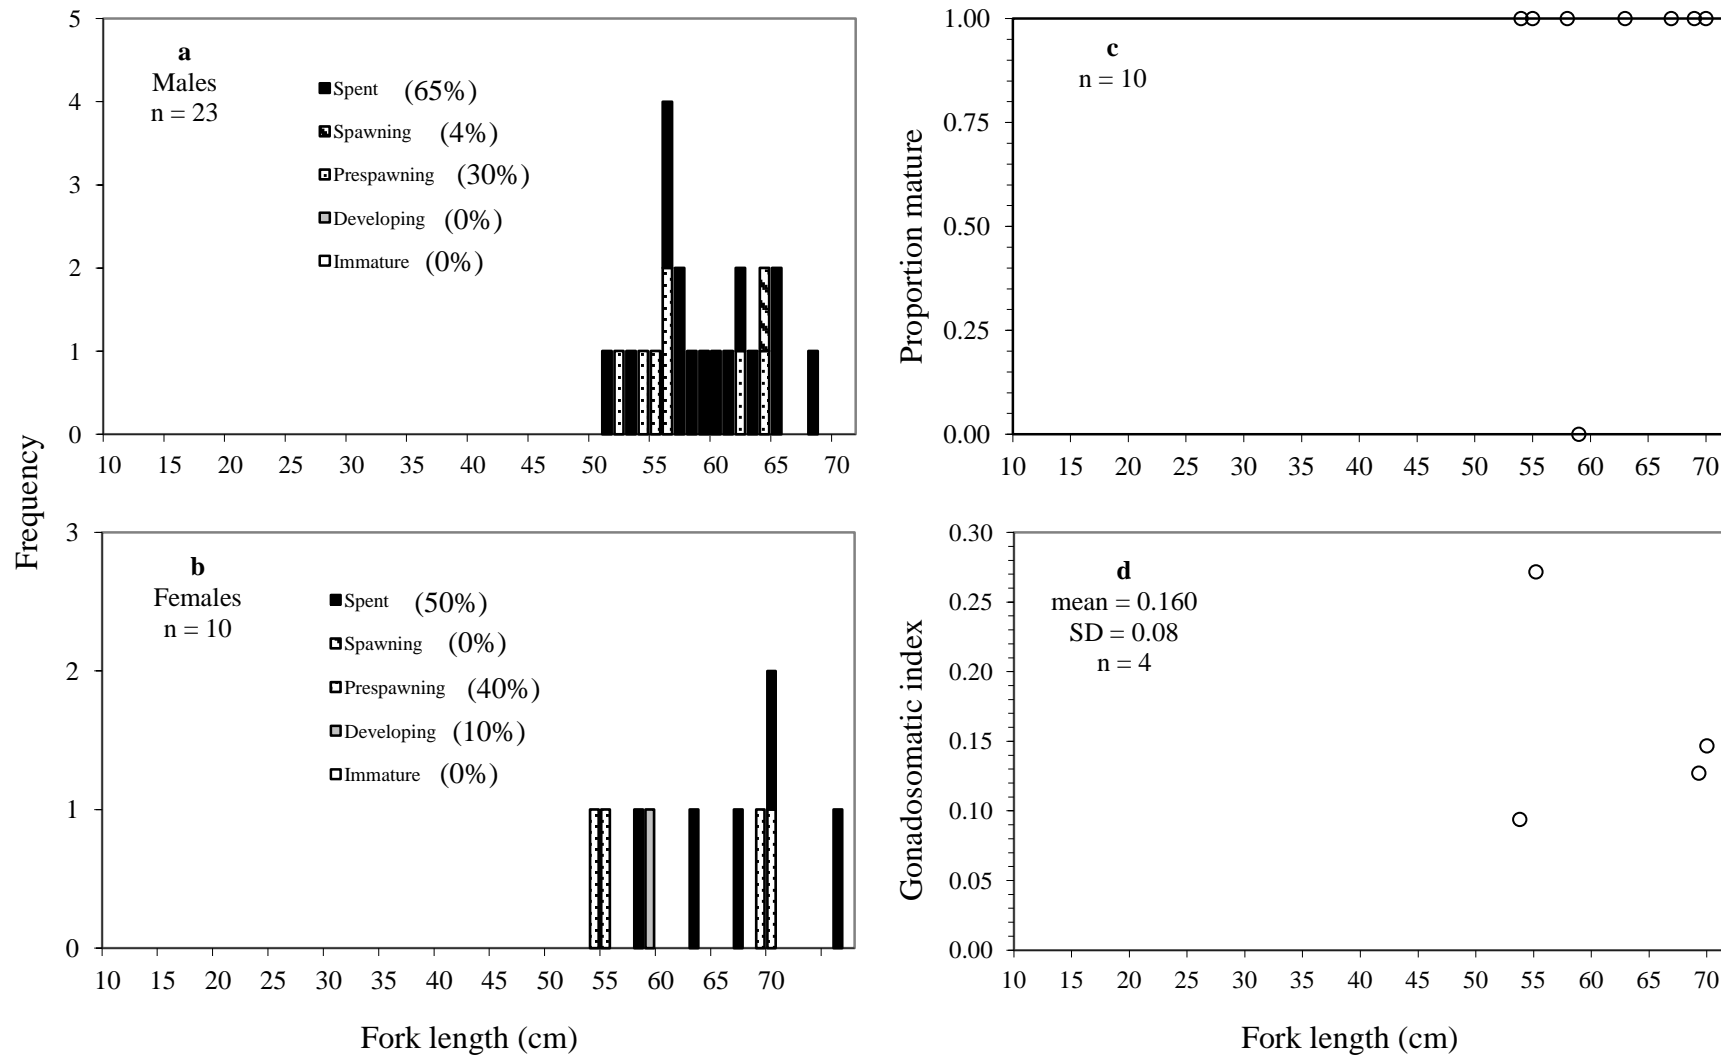 a
Males
n = 23
Spent (65%)
Spawning (4%)
Prespawning (30%)
Developing (0%)
Immature (0%)
5
4
3
2
1
0
10 15 20 25 30 35 40 45 50 55 60 65 70
Frequency
b
Females
n = 10
Spent (50%)
Spawning (0%)
Prespawning (40%)
Developing (10%)
Immature (0%)
3
2
1
0
10 15 20 25 30 35 40 45 50 55 60 65 70
Fork length (cm)
c
n = 10
Proportion mature
1.00
0.75
0.50
0.25
0.00
10 15 20 25 30 35 40 45 50 55 60 65 70
d
mean = 0.160
SD = 0.08
n = 4
Gonadosomatic index
0.30
0.25
0.20
0.15
0.10
0.05
0.00
10 15 20 25 30 35 40 45 50 55 60 65 70
Fork length (cm)